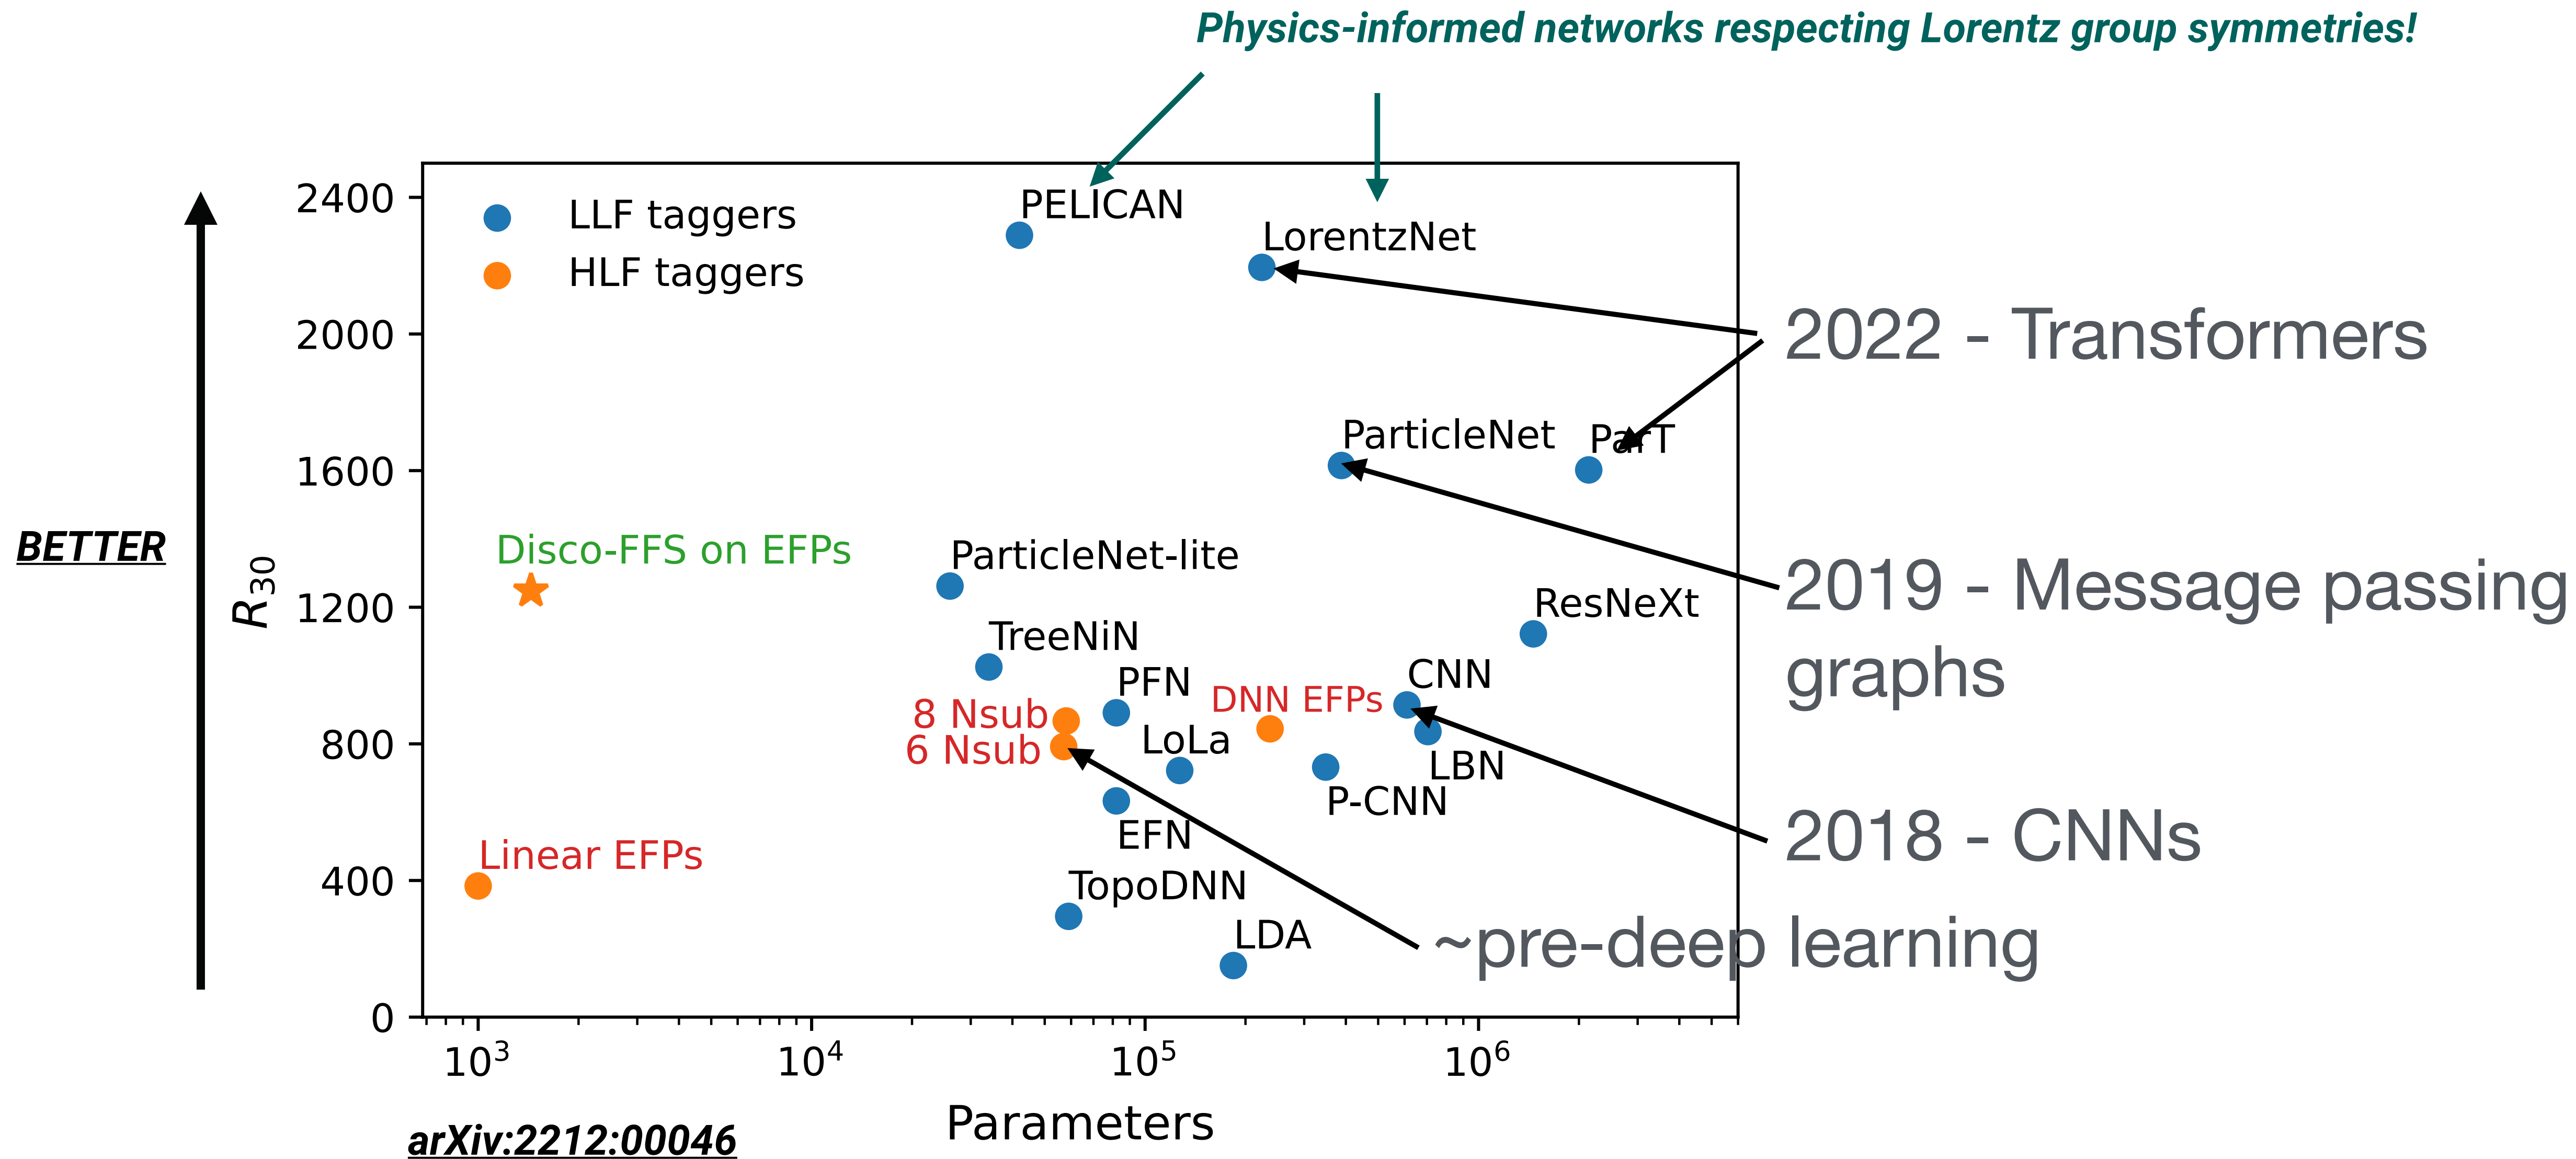 Physics-informed networks respecting Lorentz group symmetries!
2400
LLF taggers
PELICAN
HLF taggers
LorentzNet
2000
2022 - Transformers
ParticleNet
ParT
1600
BETTER
R30
Disco-FFS on EFPs
ParticleNet-lite
2019 - Message passing
graphs
1200
ResNeXt
TreeNiN
PFN
DNN EFPs
CNN
8 Nsub
6 Nsub
LoLa
800
LBN
P-CNN
EFN
2018 - CNNs
Linear EFPs
400
TopoDNN
LDA
~pre-deep learning
0
10^3
10^4
10^5
10^6
Parameters
arXiv:2212:00046